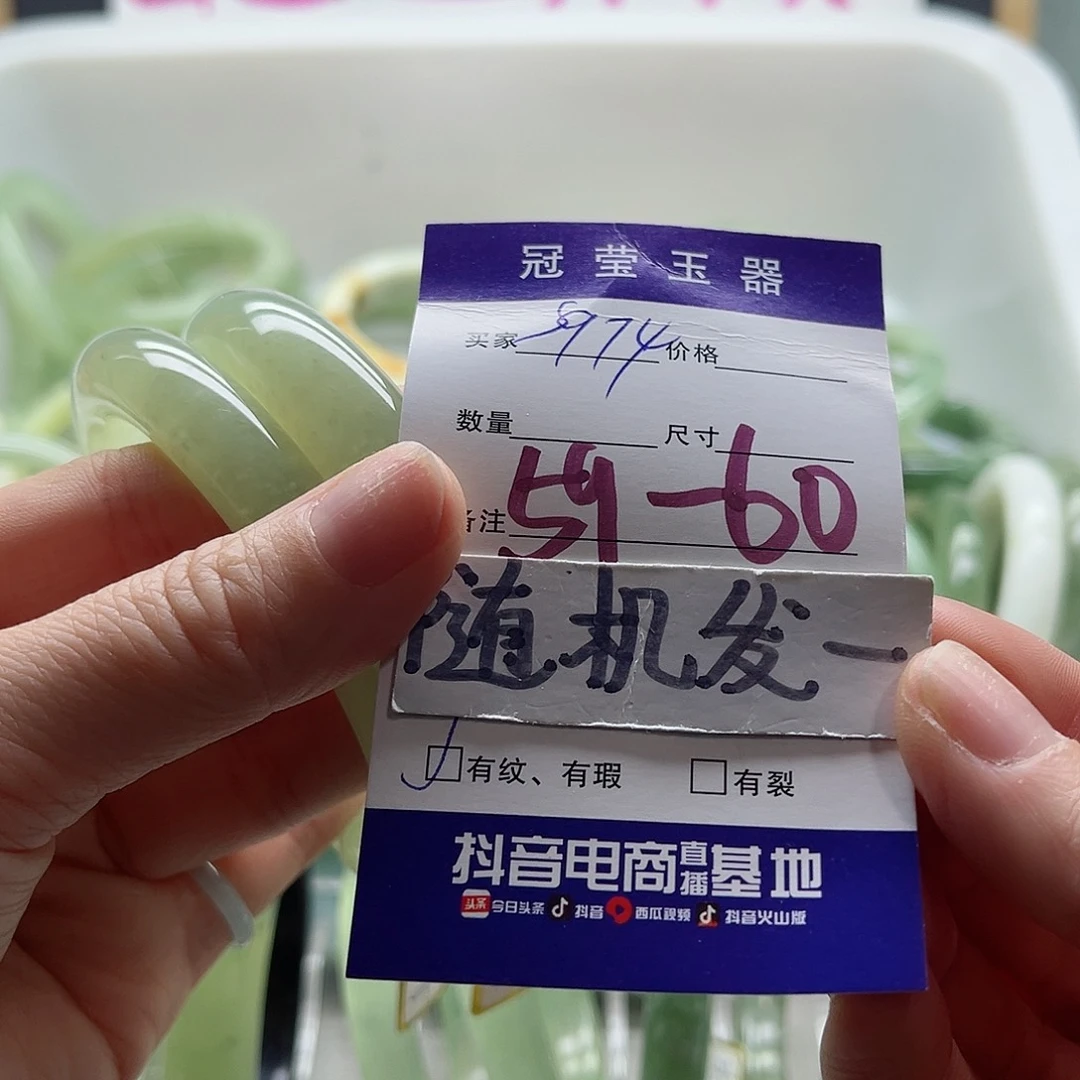 冠莹玉器
买家 5974 价格
数量 尺寸
备注 59-60
随机发一
有纹、有瑕 有裂
抖音电商直播基地
头条 今日头条 抖音 西瓜视频 抖音火山版